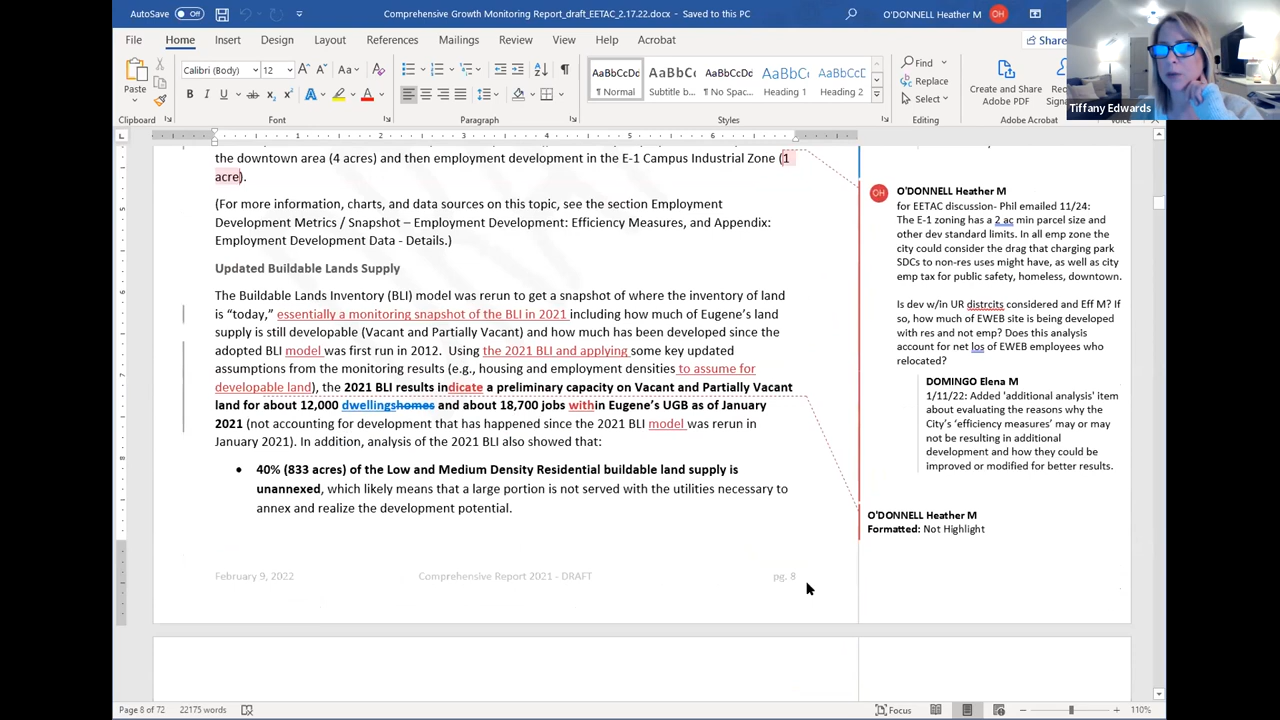 AutoSave Off
Comprehensive Growth Monitoring Report_draft_EETAC_2.17.22.docx - Saved to this PC
O'DONNELL Heather M OH
File Home Insert Draw Design Layout References Mailings Review View Help Acrobat
Share
Paste
Calibri (Body) 12
Find
Replace
Select
AaBbCcDd AaBbCcD AaBbCcDd AaBbCc AaBbCcD
¶ Normal Subtle b... ¶ No Spac... Heading 1 Heading 2
Create and Share
Adobe PDF
Clipboard Font Paragraph Styles Editing Adobe Acrobat Voice
Tiffany Edwards
the downtown area (4 acres) and then employment development in the E-1 Campus Industrial Zone (1
acre).
(For more information, charts, and data sources on this topic, see the section Employment
Development Metrics / Snapshot – Employment Development: Efficiency Measures, and Appendix:
Employment Development Data - Details.)
Updated Buildable Lands Supply
The Buildable Lands Inventory (BLI) model was rerun to get a snapshot of where the inventory of land
is “today,” essentially a monitoring snapshot of the BLI in 2021 including how much of Eugene’s land
supply is still developable (Vacant and Partially Vacant) and how much has been developed since the
adopted BLI model was first run in 2012. Using the 2021 BLI and applying some key updated
assumptions from the monitoring results (e.g., housing and employment densities to assume for
developable land), the 2021 BLI results indicate a preliminary capacity on Vacant and Partially Vacant
land for about 12,000 dwellingshomes and about 18,700 jobs within Eugene’s UGB as of January
2021 (not accounting for development that has happened since the 2021 BLI model was rerun in
January 2021). In addition, analysis of the 2021 BLI also showed that:
• 40% (833 acres) of the Low and Medium Density Residential buildable land supply is
unannexed, which likely means that a large portion is not served with the utilities necessary to
annex and realize the development potential.
February 9, 2022 Comprehensive Report 2021 - DRAFT pg. 8
OH O'DONNELL Heather M
for EETAC discussion- Phil emailed 11/24:
The E-1 zoning has a 2 ac min parcel size and
other dev standard limits. In all emp zone the
city could consider the drag that charging park
SDCs to non-res uses might have, as well as city
emp tax for public safety, homeless, downtown.
Is dev w/in UR distrcits considered and Eff M? If
so, how much of EWEB site is being developed
with res and not emp? Does this analysis
account for net los of EWEB employees who
relocated?
DOMINGO Elena M
1/11/22: Added 'additional analysis' item
about evaluating the reasons why the
City’s ‘efficiency measures’ may or may
not be resulting in additional
development and how they could be
improved or modified for better results.
O'DONNELL Heather M
Formatted: Not Highlight
Page 8 of 72 22175 words
Focus
110%